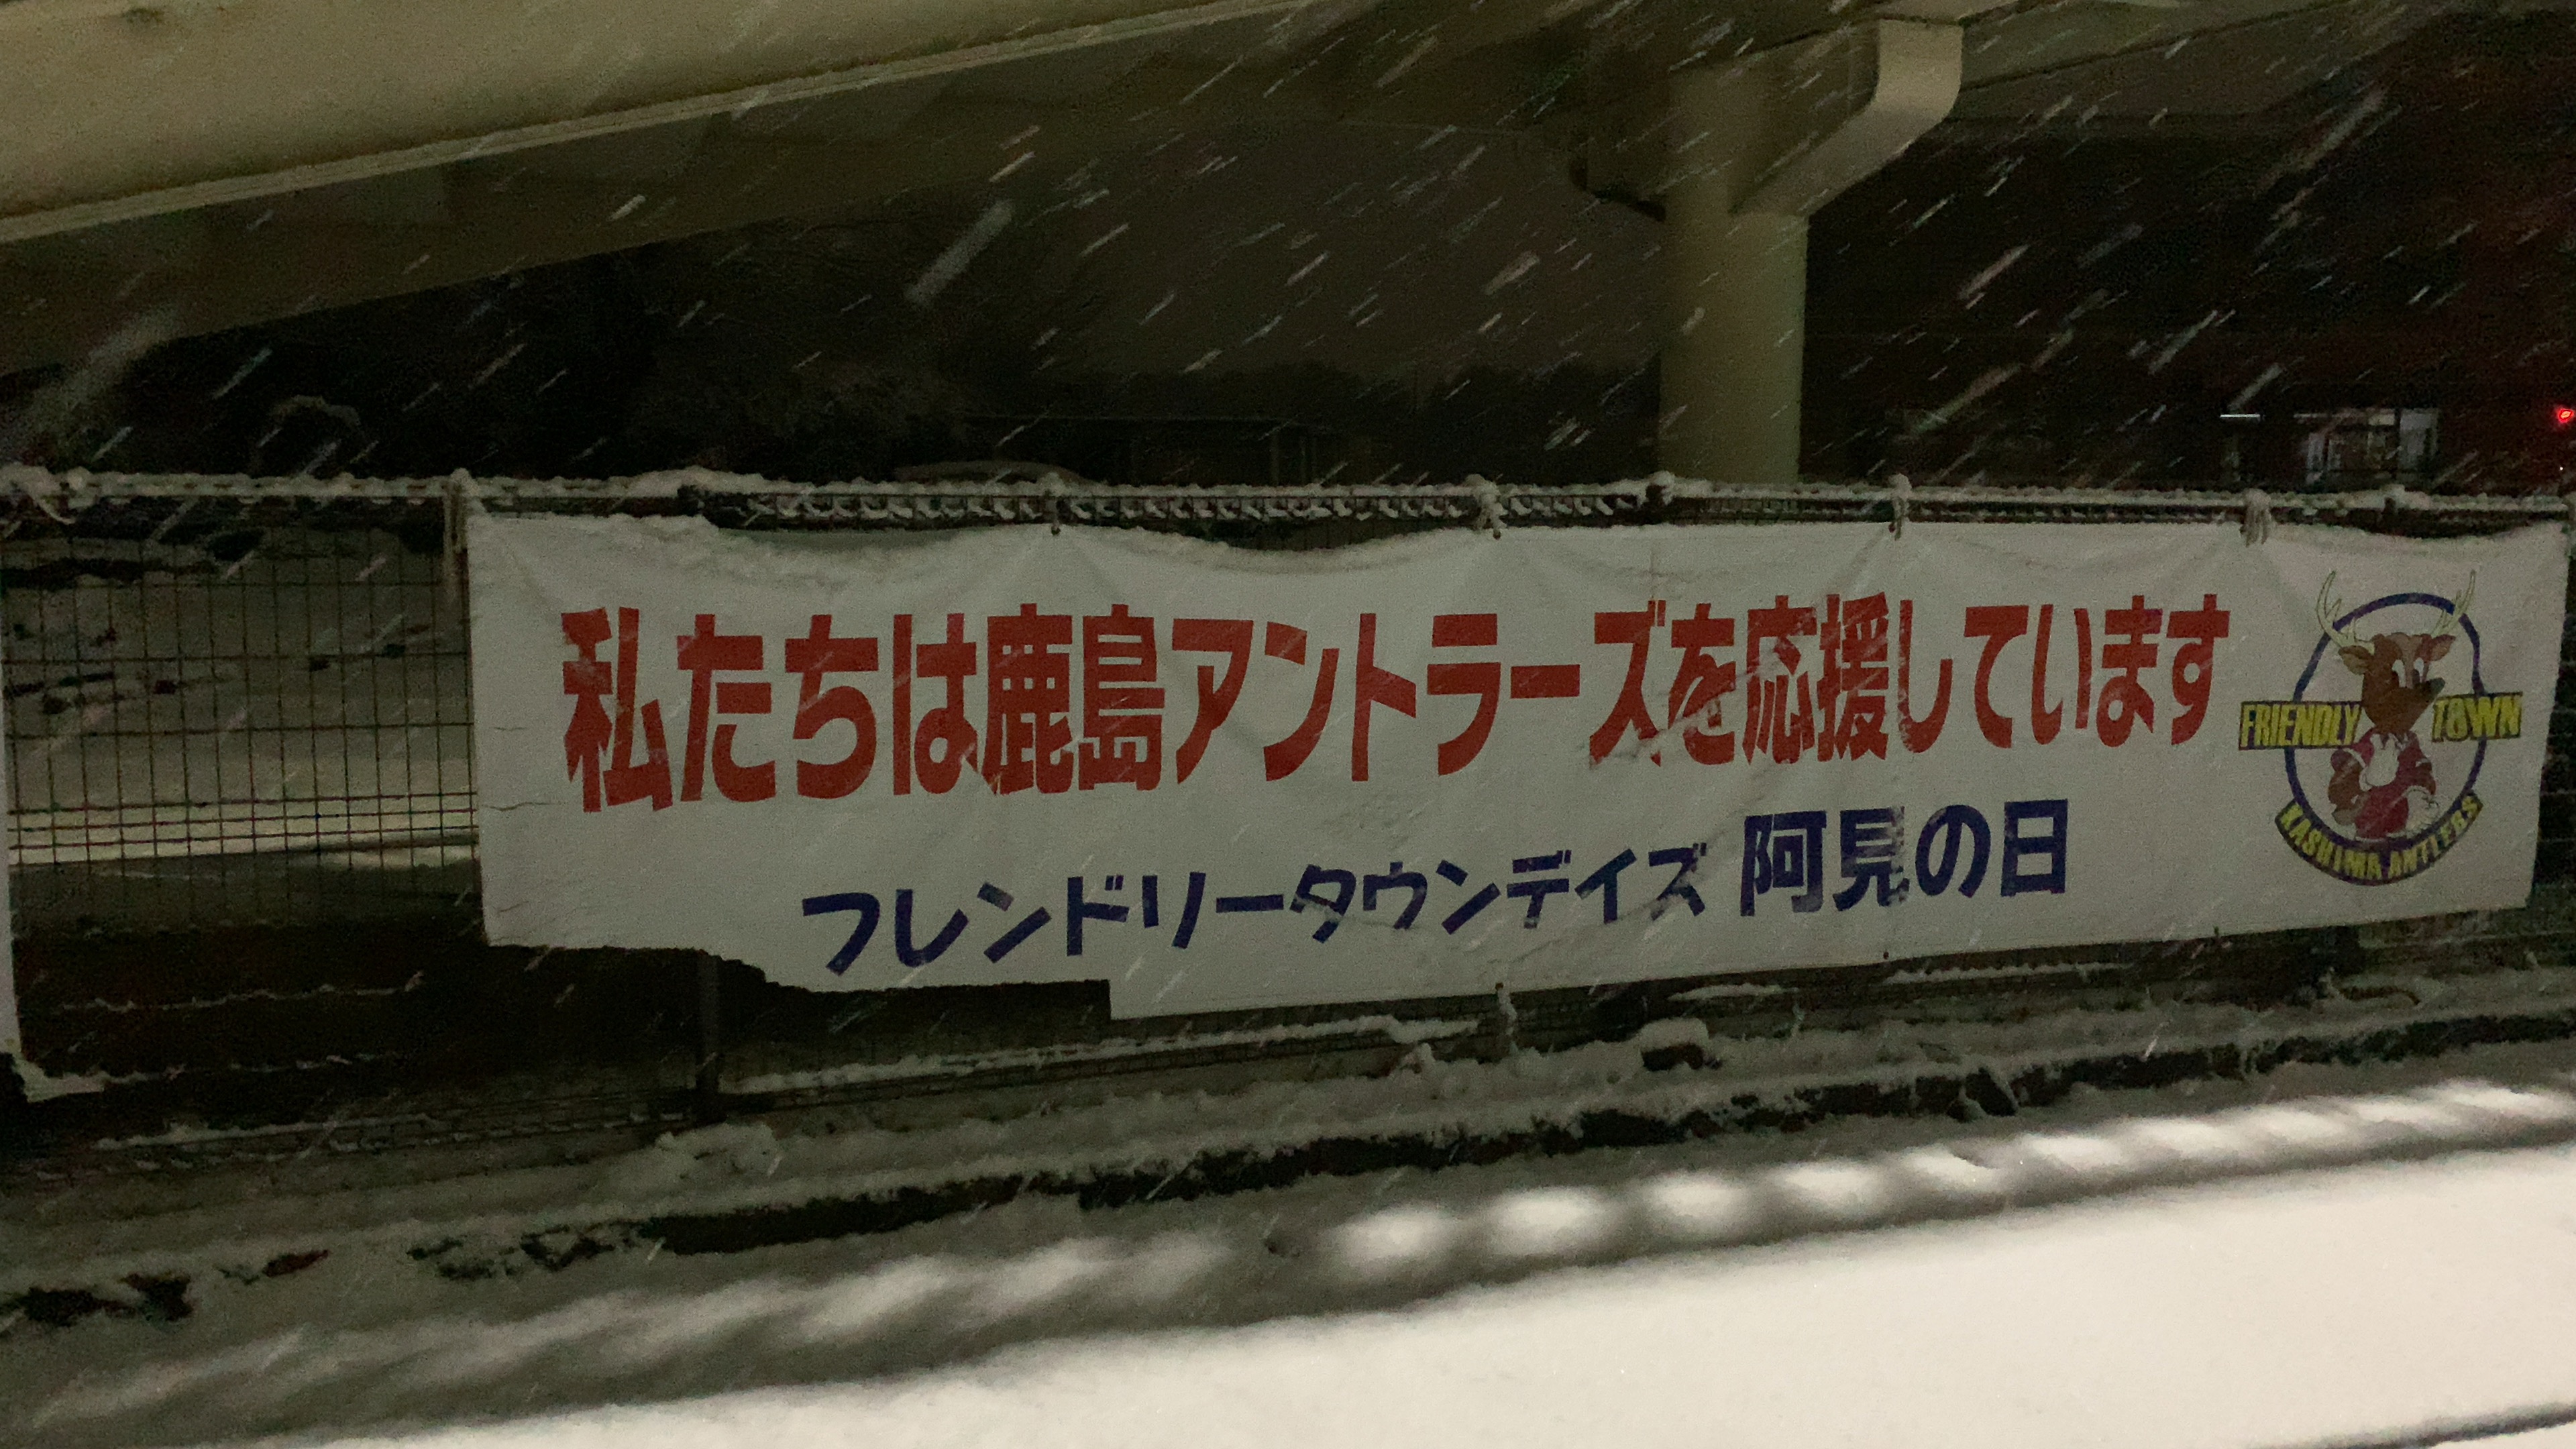 私たちは鹿島アントラーズを応援しています
フレンドリータウンデイズ 阿見の日
FRIENDLY TOWN
KASHIMA ANTLERS